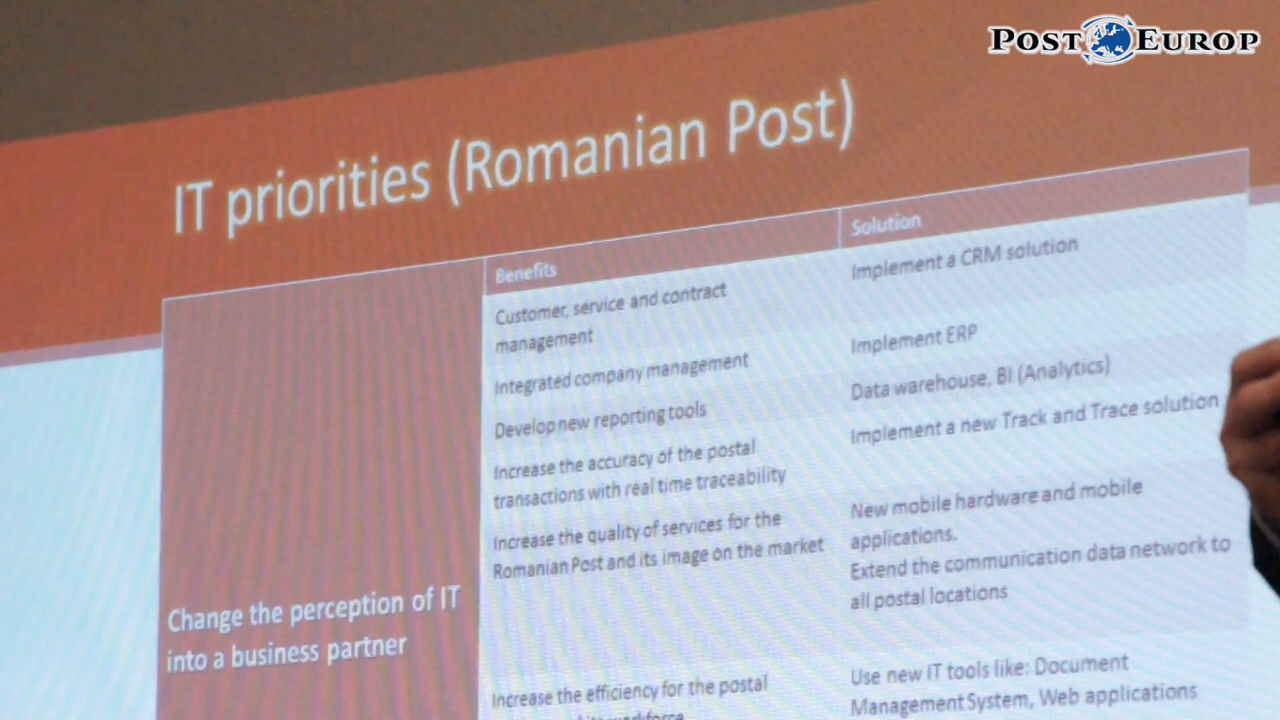 POST EUROP
IT priorities (Romanian Post)
Benefits
Solution
Customer, service and contract
management
Implement a CRM solution
Integrated company management
Implement ERP
Develop new reporting tools
Data warehouse, BI (Analytics)
Increase the accuracy of the postal
transactions with real time traceability
Implement a new Track and Trace solution
Increase the quality of services for the
Romanian Post and its image on the market
New mobile hardware and mobile
applications.
Extend the communication data network to
all postal locations
Change the perception of IT
into a business partner
Increase the efficiency for the postal
workforce
Use new IT tools like: Document
Management System, Web applications